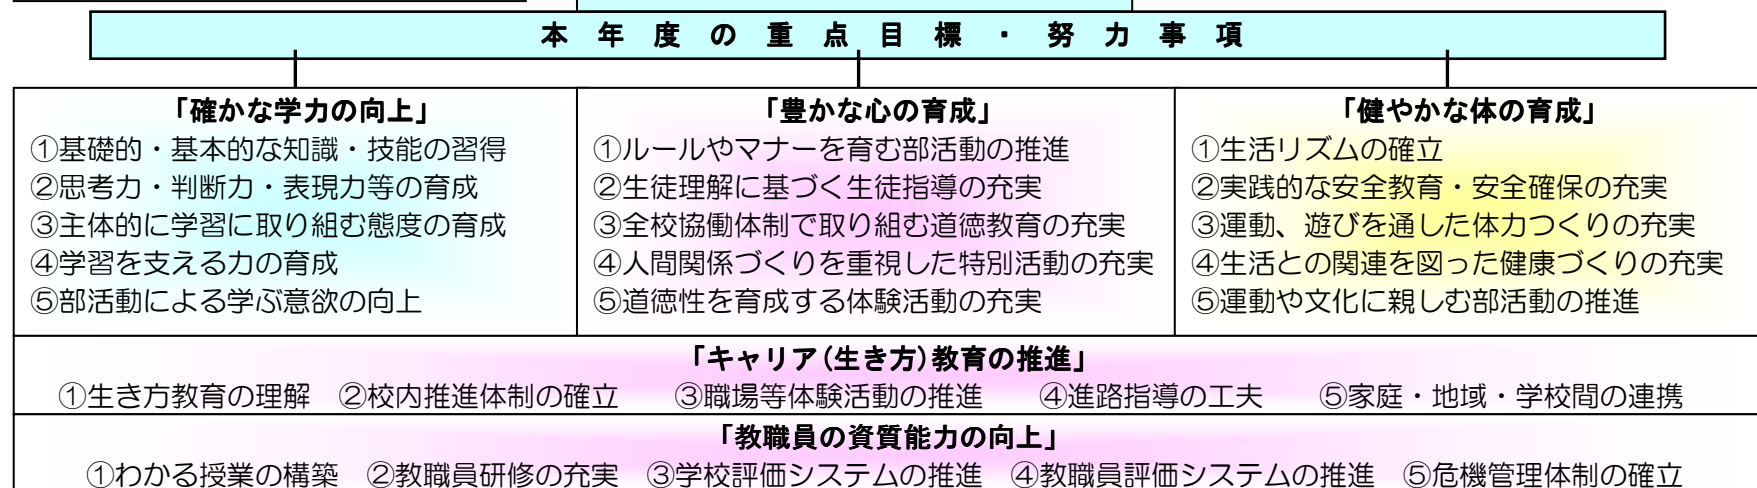 本年度の重点目標・努力事項
「確かな学力の向上」
①基礎的・基本的な知識・技能の習得
②思考力・判断力・表現力等の育成
③主体的に学習に取り組む態度の育成
④学習を支える力の育成
⑤部活動による学ぶ意欲の向上
「豊かな心の育成」
①ルールやマナーを育む部活動の推進
②生徒理解に基づく生徒指導の充実
③全校協働体制で取り組む道徳教育の充実
④人間関係づくりを重視した特別活動の充実
⑤道徳性を育成する体験活動の充実
「健やかな体の育成」
①生活リズムの確立
②実践的な安全教育・安全確保の充実
③運動、遊びを通した体力つくりの充実
④生活との関連を図った健康づくりの充実
⑤運動や文化に親しむ部活動の推進
「キャリア(生き方)教育の推進」
①生き方教育の理解　②校内推進体制の確立　③職場等体験活動の推進　④進路指導の工夫　⑤家庭・地域・学校間の連携
「教職員の資質能力の向上」
①わかる授業の構築　②教職員研修の充実　③学校評価システムの推進　④教職員評価システムの推進　⑤危機管理体制の確立